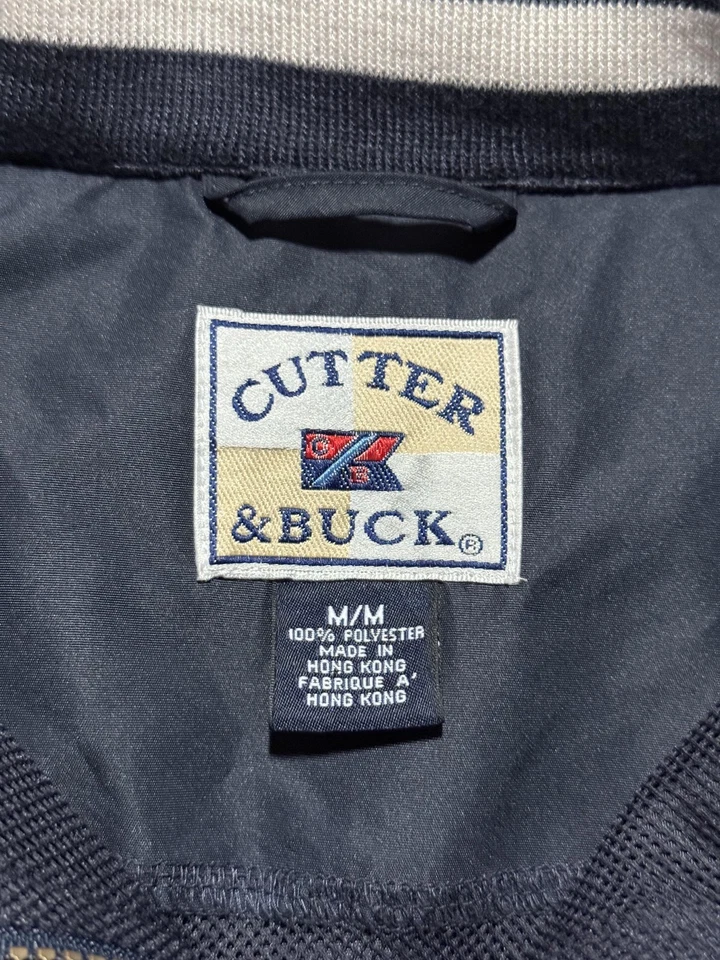 CUTTER
C
B
&BUCK®
M/M
100% POLYESTER
MADE IN
HONG KONG
FABRIQUE A'
HONG KONG